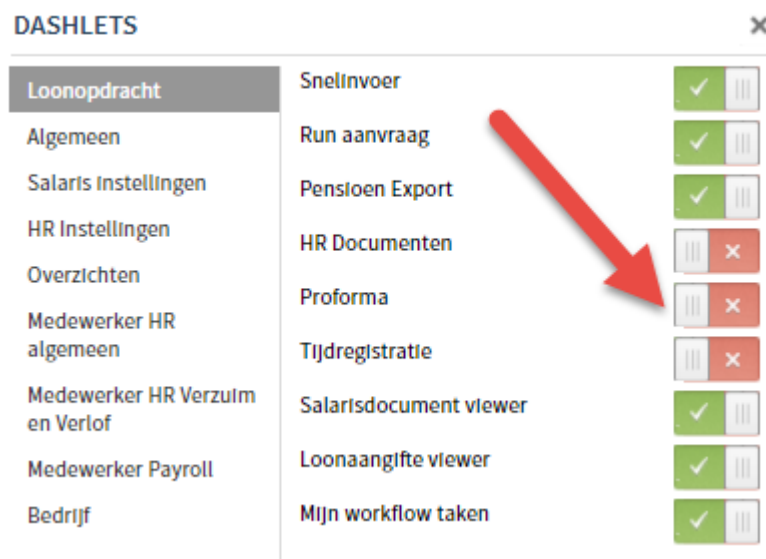 DASHLETS
Loonopdracht
Algemeen
Salaris instellingen
HR Instellingen
Overzichten
Medewerker HR
algemeen
Medewerker HR Verzuim
en Verlof
Medewerker Payroll
Bedrijf
Snelinvoer
Run aanvraag
Pensioen Export
HR Documenten
Proforma
Tijdregistratie
Salarisdocument viewer
Loonaangifte viewer
Mijn workflow taken